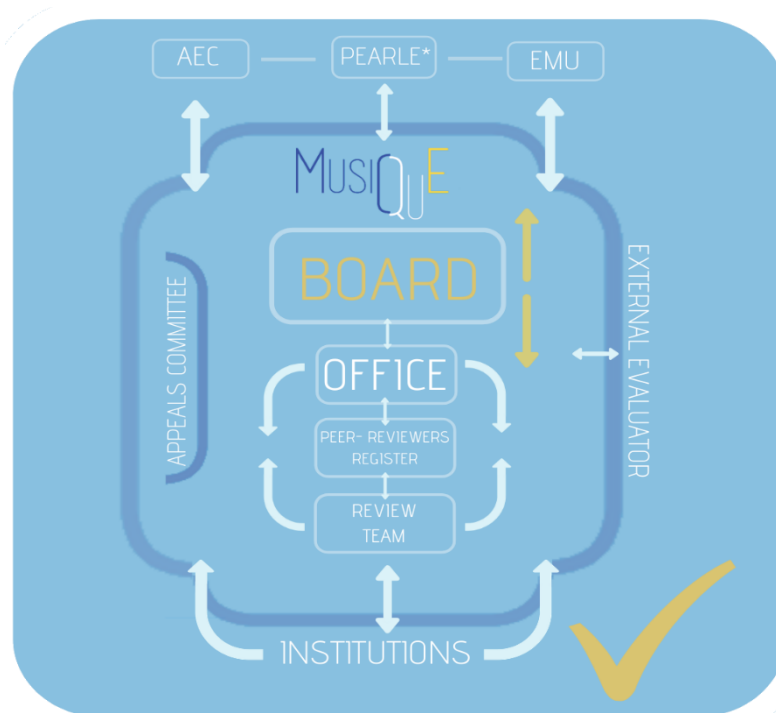 AEC
PEARLE*
EMU
MUSIQUE
BOARD
OFFICE
PEER- REVIEWERS
REGISTER
REVIEW
TEAM
APPEALS COMMITTEE
EXTERNAL EVALUATOR
INSTITUTIONS